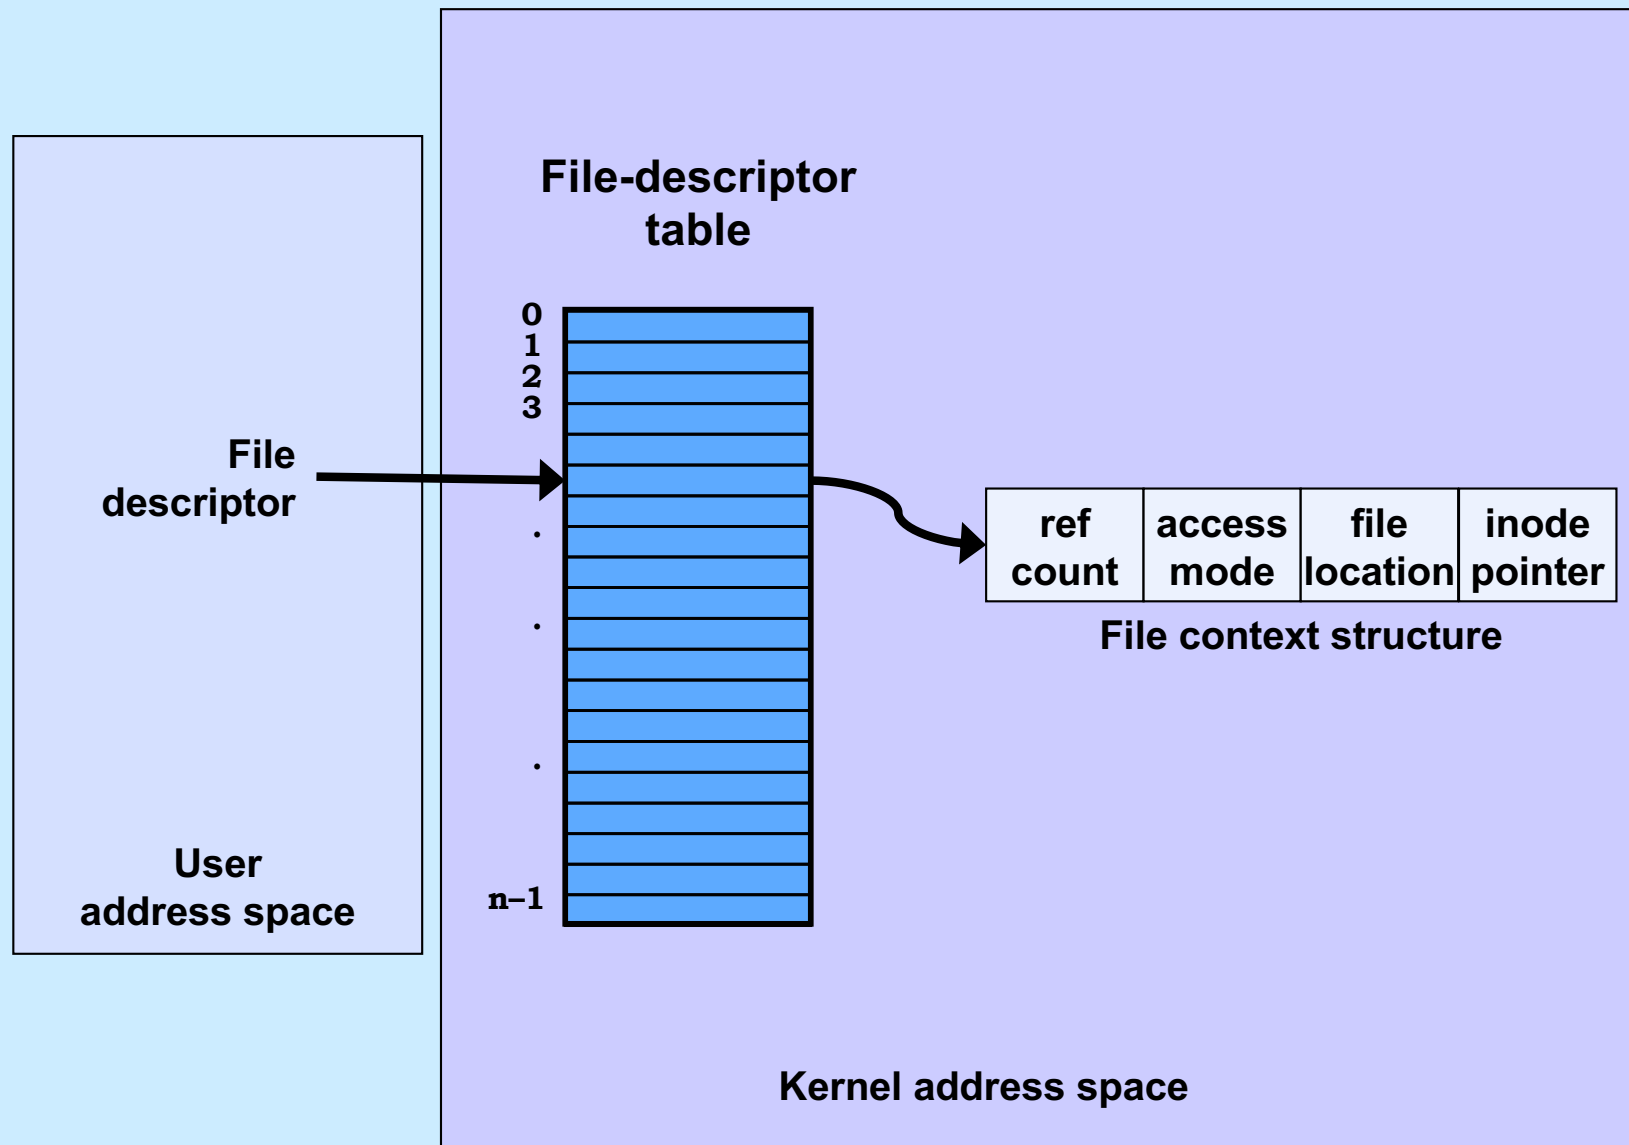 File-descriptor
table
0
1
2
3
.
.
.
n–1
File
descriptor
User
address space
ref
count
access
mode
file
location
inode
pointer
File context structure
Kernel address space